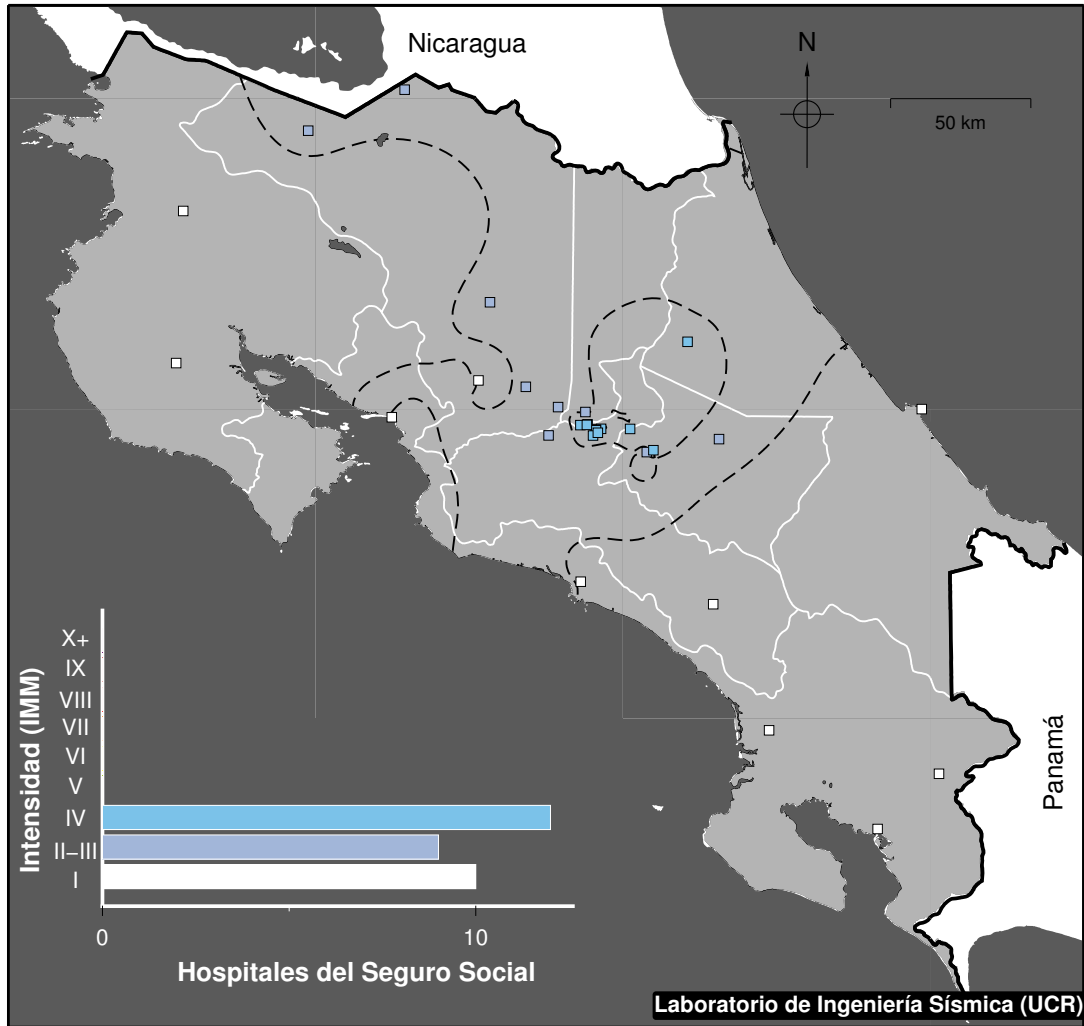 Nicaragua
N
50 km
Panamá
Intensidad (IMM)
X+
IX
VIII
VII
VI
V
IV
II–III
I
0
10
Hospitales del Seguro Social
Laboratorio de Ingeniería Sísmica (UCR)